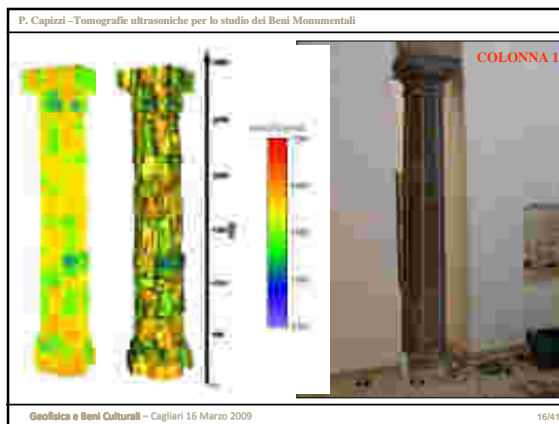 P. Capizzi –Tomografie ultrasoniche per lo studio dei Beni Monumentali
COLONNA 1
Geofisica e Beni Culturali – Cagliari 16 Marzo 2009
16/41